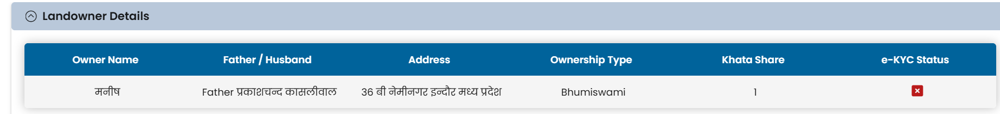 Landowner Details
Owner Name Father / Husband Address Ownership Type Khata Share e-KYC Status
मनीष Father प्रकाशचन्द कासलीवाल 36 बी नेमीनगर इन्दौर मध्य प्रदेश Bhumiswami 1